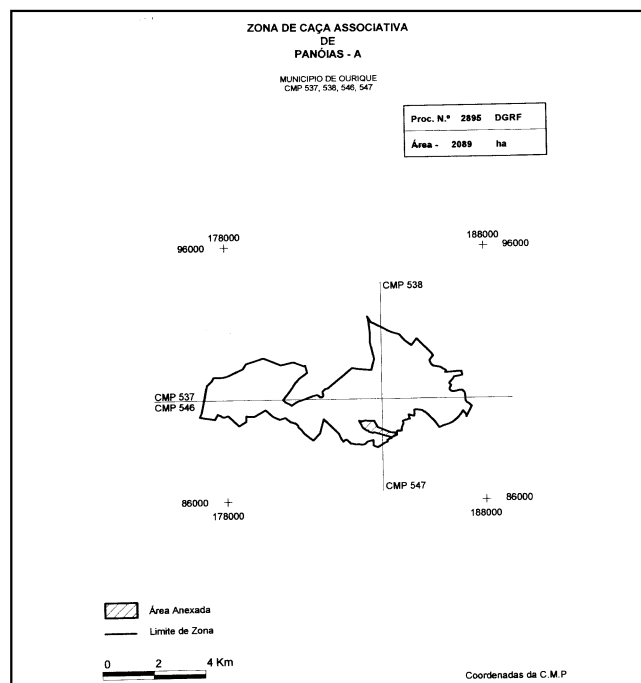 ZONA DE CAÇA ASSOCIATIVA
DE
PANÓIAS - A
MUNICIPIO DE OURIQUE
CMP 537, 538, 546, 547
Proc. N.º 2895 DGRF
Área - 2089 ha
178000
96000
188000
96000
CMP 538
CMP 537
CMP 546
CMP 547
86000
178000
86000
188000
Área Anexada
Limite de Zona
0 2 4 Km
Coordenadas da C.M.P